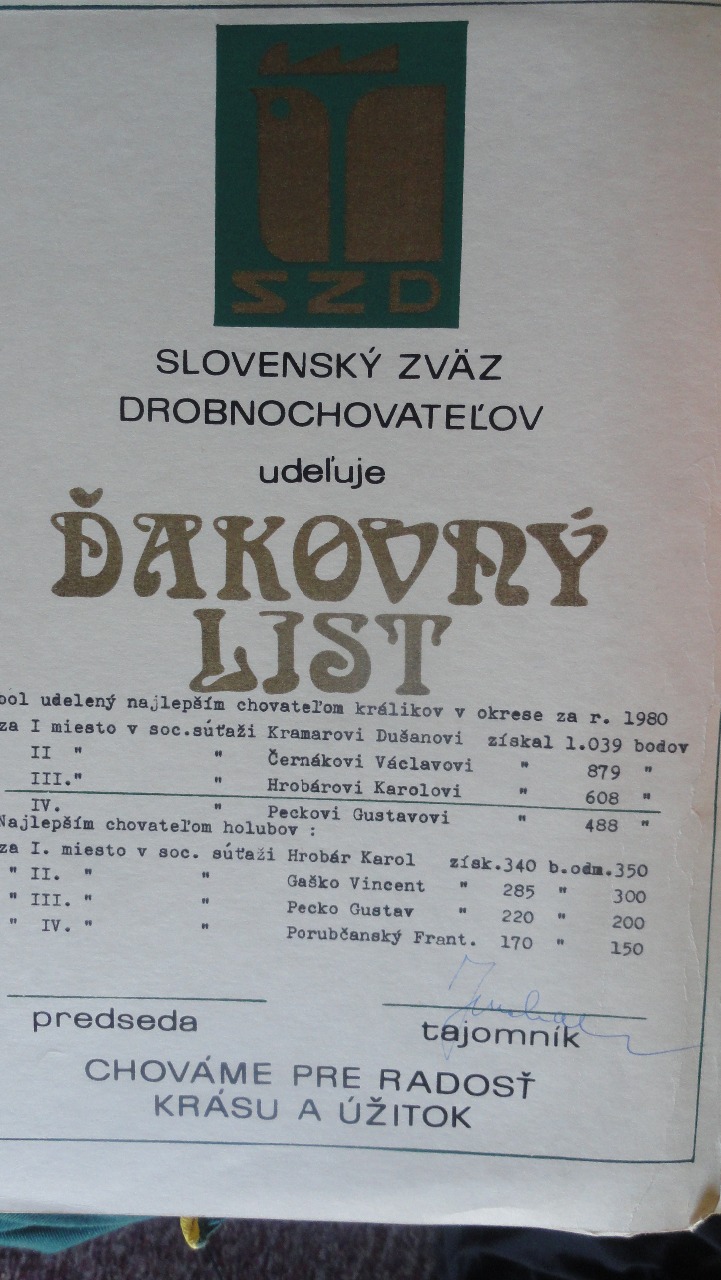 SZD
SLOVENSKÝ ZVÄZ
DROBNOCHOVATEĽOV
udeľuje
ĎAKOVNÝ
LIST
bol udelený najlepším chovateľom králikov v okrese za r. 1980
za I miesto v soc.súťaži Kramarovi Dušanovi získal 1.039 bodov
II " " Černákovi Václavovi " 879 "
III." " Hrobárovi Karolovi " 608 "
IV. " Peckovi Gustavovi " 488 "
Najlepším chovateľom holubov :
za I. miesto v soc. súťaži Hrobár Karol získ.340 b.odm.350
" II. " " Gaško Vincent " 285 " 300
" III. " " Pecko Gustav " 220 " 200
" IV. " " Porubčanský Frant. 170 " 150
predseda
tajomník
CHOVÁME PRE RADOSŤ
KRÁSU A ÚŽITOK